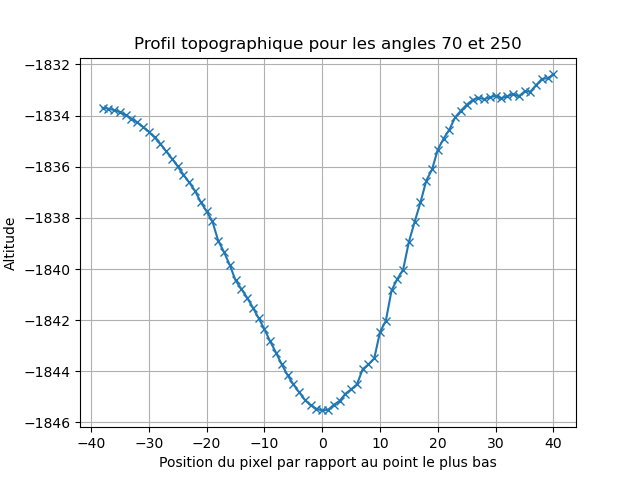 Profil topographique pour les angles 70 et 250
Altitude
−1832
−1834
−1836
−1838
−1840
−1842
−1844
−1846
−40 −30 −20 −10 0 10 20 30 40
Position du pixel par rapport au point le plus bas